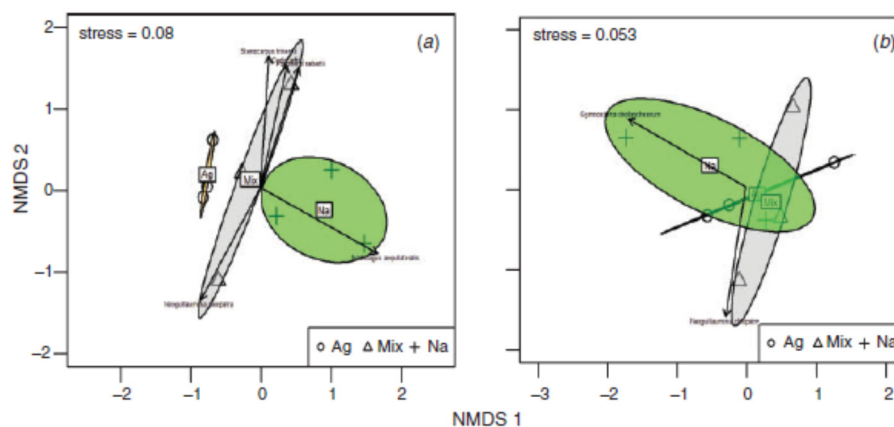 stress = 0.08
(a)
2
1
0
−1
−2
NMDS 2
Ag
Mix
Na
Ag Mix Na
−2 −1 0 1 2
stress = 0.053
(b)
Na
Mix
Ag Mix Na
−3 −2 −1 0 1 2
NMDS 1